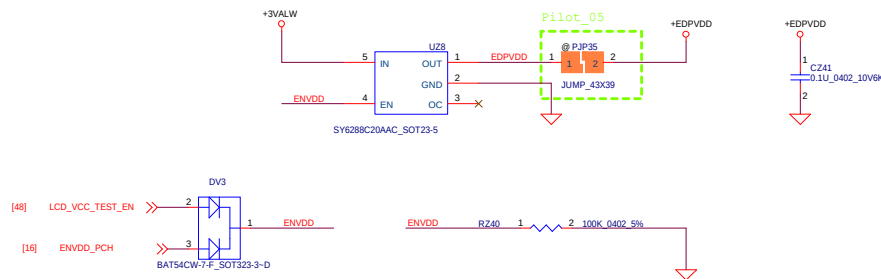 Pilot_05
+3VALW
+EDPVDD
+EDPVDD
UZ8
@ PJP35
5 IN OUT 1 EDPVDD 1 1 2 2
GND 2
JUMP_43X39
ENVDD 4 EN OC 3
SY6288C20AAC_SOT23-5
1
CZ41
0.1U_0402_10V6K
2
DV3
[48] LCD_VCC_TEST_EN 2
1 ENVDD
ENVDD RZ40 1 2 100K_0402_5%
[16] ENVDD_PCH 3
BAT54CW-7-F_SOT323-3~D